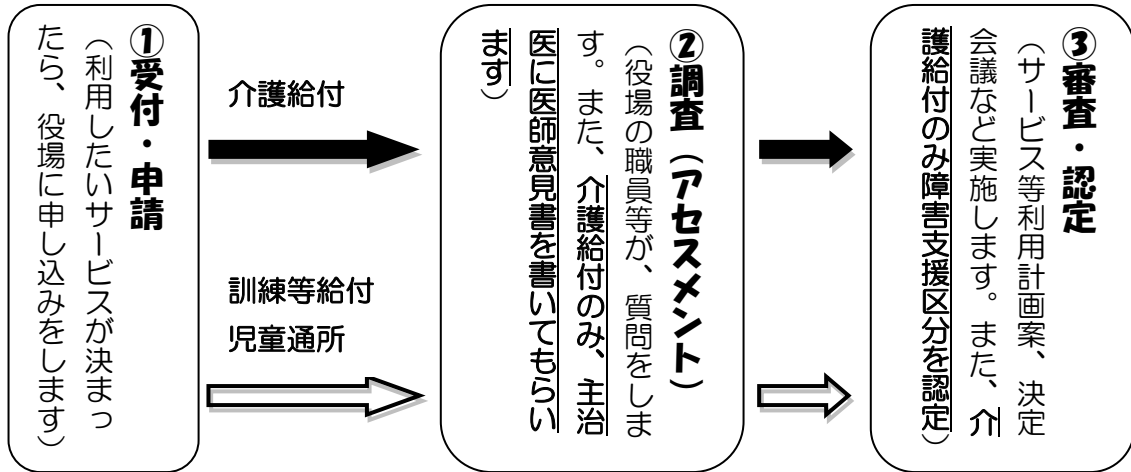 ①受付・申請
（利用したいサービスが決まっ
たら、役場に申し込みをします）
介護給付
訓練等給付
児童通所
②調査（アセスメント）
（役場の職員等が、質問をしま
す。また、介護給付のみ、主治
医に医師意見書を書いてもらい
ます）
③審査・認定
（サービス等利用計画案、決定
会議など実施します。また、介
護給付のみ障害支援区分を認定）